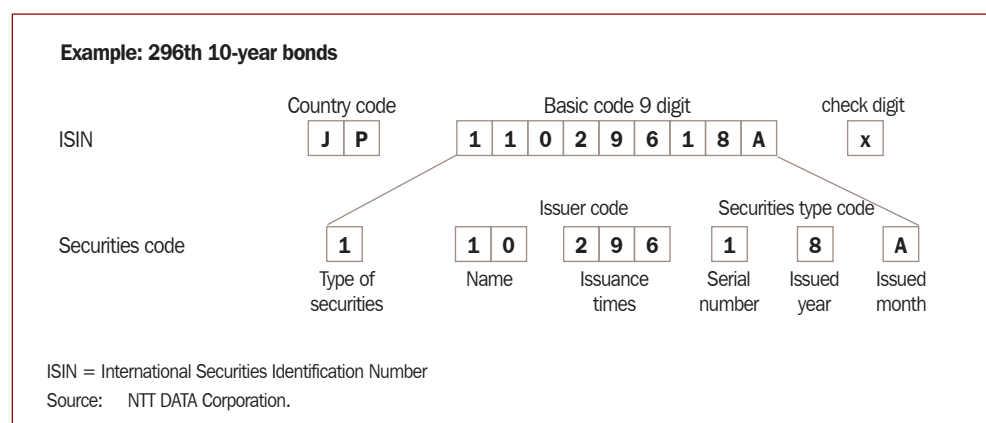 Example: 296th 10-year bonds
Country code Basic code 9 digit check digit
ISIN J P 1 1 0 2 9 6 1 8 A x
Issuer code Securities type code
Securities code 1 1 0 2 9 6 1 8 A
Type of Name Issuance Serial Issued Issued
securities times number year month
ISIN = International Securities Identification Number
Source: NTT DATA Corporation.